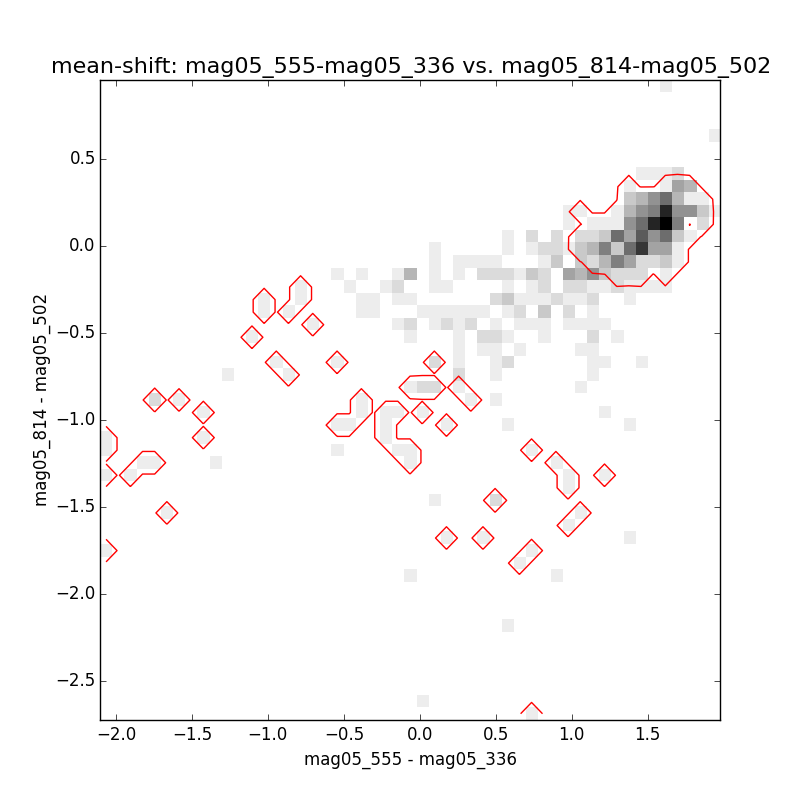 mean-shift: mag05_555-mag05_336 vs. mag05_814-mag05_502
0.5
0.0
−0.5
−1.0
−1.5
−2.0
−2.5
mag05_814 - mag05_502
−2.0 −1.5 −1.0 −0.5 0.0 0.5 1.0 1.5
mag05_555 - mag05_336